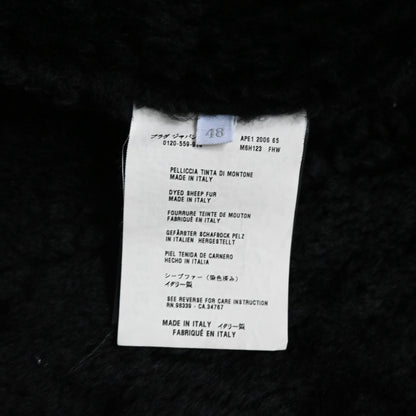 プラダ ジャパン
0120-559-914
48
APE1 2006 65
M6H123 FHW
PELLICCIA TINTA DI MONTONE
MADE IN ITALY
DYED SHEEP FUR
MADE IN ITALY
FOURRURE TEINTE DE MOUTON
FABRIQUÉ EN ITALY
GEFÄRBTER SCHAFBOCK PELZ
IN ITALIEN HERGESTELLT
PIEL TENIDA DE CARNERO
HECHO IN ITALIA
シープファー（染色済み）
イタリー製
SEE REVERSE FOR CARE INSTRUCTION
RN.98339 - CA.34767
MADE IN ITALY イタリー製
FABRIQUÉ EN ITALY